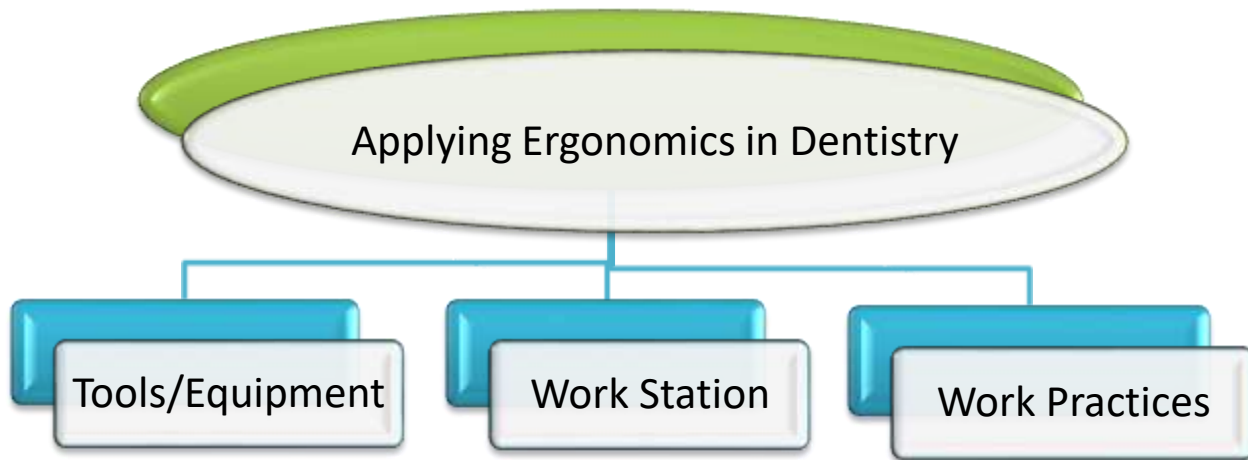 Applying Ergonomics in Dentistry
Tools/Equipment
Work Station
Work Practices